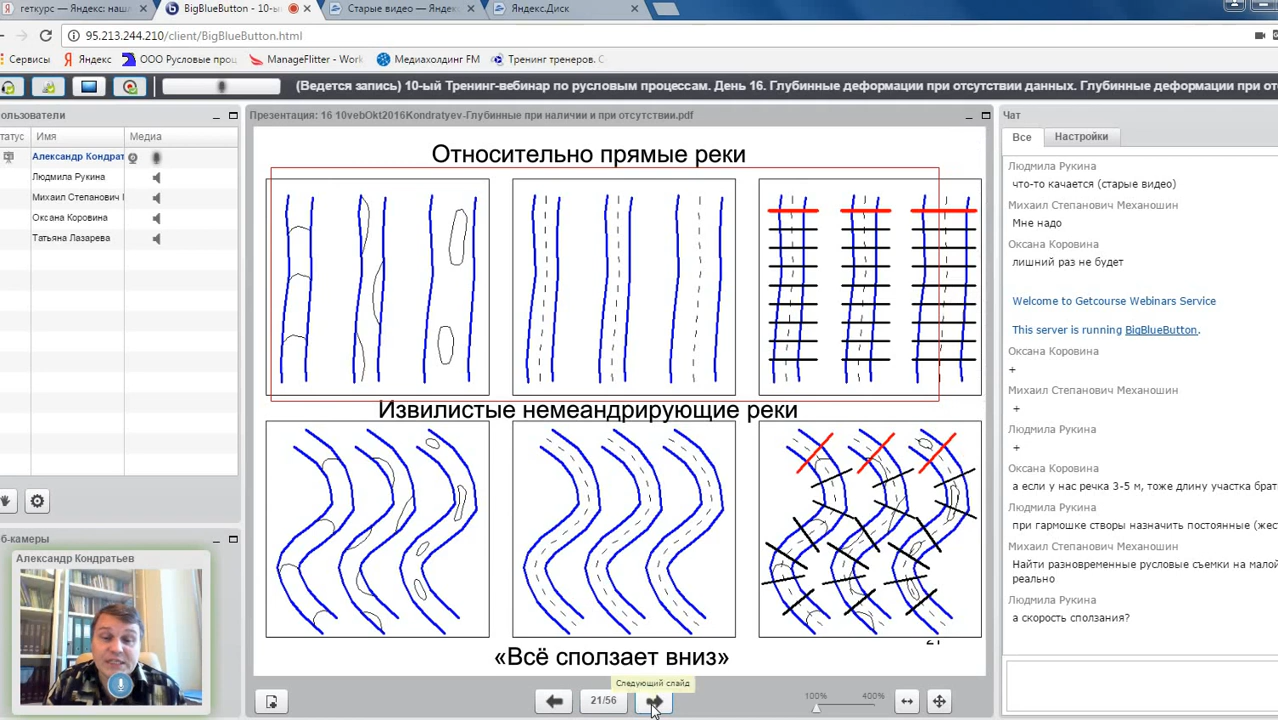 геткурс — Яндекс: наш
BigBlueButton - 10-ы
Старые видео — Яндек
Яндекс.Диск
95.213.244.210/client/BigBlueButton.html
Сервисы
Яндекс
ООО Русловые проц
ManageFlitter - Work
Медиахолдинг FM
Тренинг тренеров. С
(Ведется запись) 10-ый Тренинг-вебинар по русловым процессам. День 16. Глубинные деформации при отсутствии данных. Глубинные деформации при от
ользователи
Презентация: 16 10vebОkt2016Kondratyev-Глубинные при наличии и при отсутствии.pdf
Чат
татус
Имя
Медиа
Все
Настройки
Александр Кондрат
Людмила Рукина
Михаил Степанович
Оксана Коровина
Татьяна Лазарева
Относительно прямые реки
Извилистые немеандрирующие реки
«Всё сползает вниз»
21
Людмила Рукина
что-то качается (старые видео)
Михаил Степанович Механошин
Мне надо
Оксана Коровина
лишний раз не будет
Welcome to Getcourse Webinars Service
This server is running BigBlueButton.
Оксана Коровина
+
Михаил Степанович Механошин
+
Людмила Рукина
+
Оксана Коровина
а если у нас речка 3-5 м, тоже длину участка брат
Людмила Рукина
при гармошке створы назначить постоянные (жес
Михаил Степанович Механошин
Найти разновременные русловые съемки на малой
реально
Людмила Рукина
а скорость сползания?
б-камеры
Александр Кондратьев
Следующий слайд
21/56
100%
400%